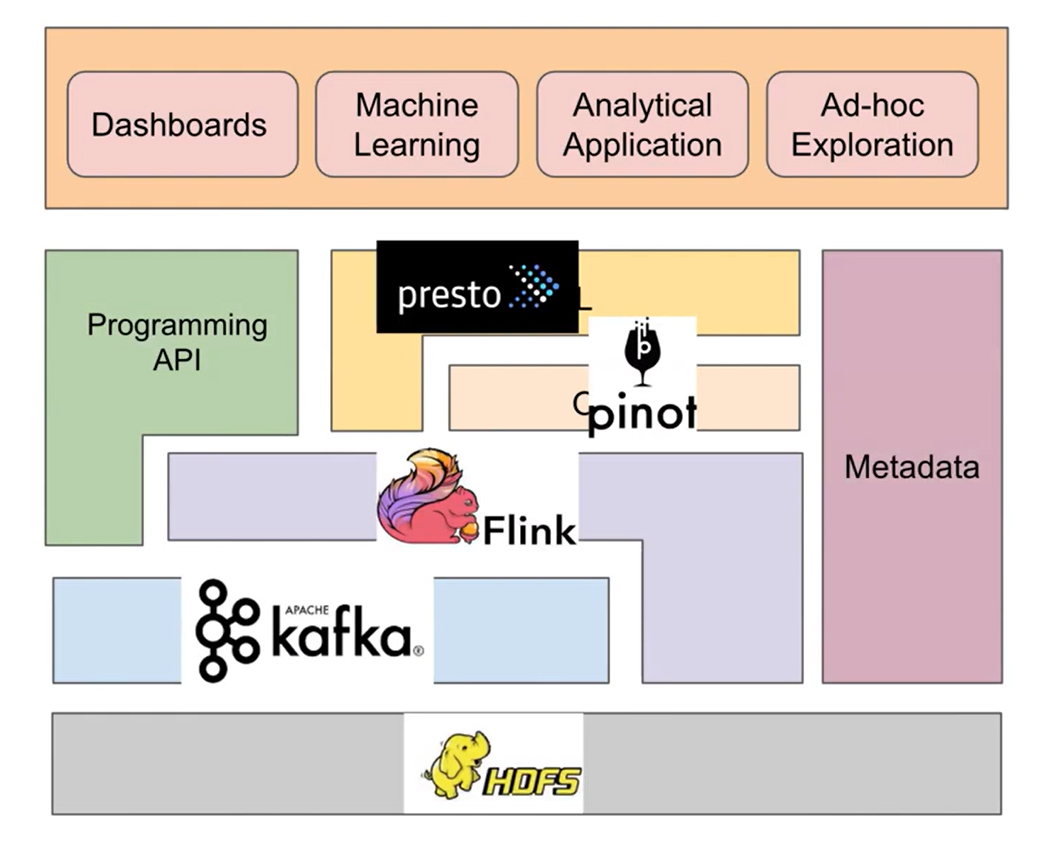 Dashboards
Machine
Learning
Analytical
Application
Ad-hoc
Exploration
Programming
API
presto
pinot
Metadata
Flink
APACHE
kafka®
HDFS